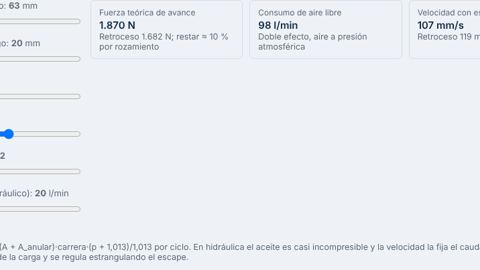 o: 63 mm
go: 20 mm
2
ráulico): 20 l/min
Fuerza teórica de avance
1.870 N
Retroceso 1.682 N; restar ≈ 10 %
por rozamiento
Consumo de aire libre
98 l/min
Doble efecto, aire a presión
atmosférica
Velocidad con es
107 mm/s
Retroceso 119 m
(A + A_anular)·carrera·(p + 1,013)/1,013 por ciclo. En hidráulica el aceite es casi incompresible y la velocidad la fija el caud
de la carga y se regula estrangulando el escape.